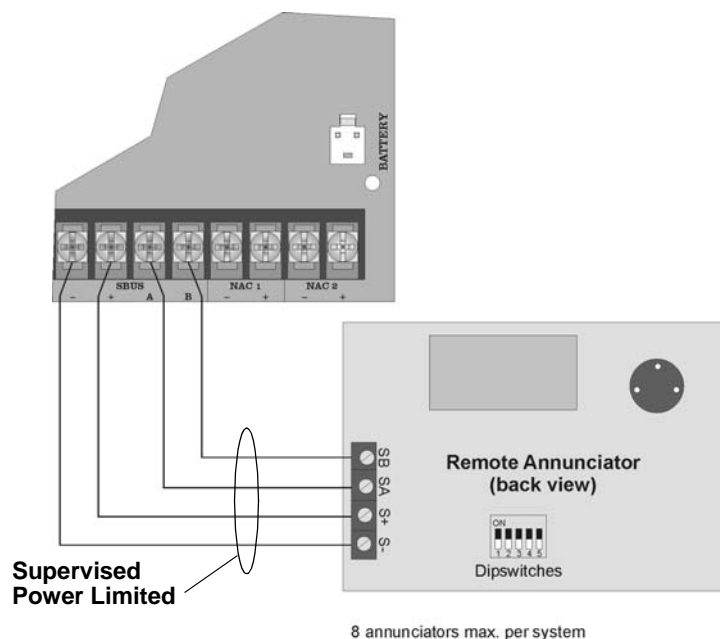 BATTERY
SBUS NAC 1 NAC 2
- + A B - + - +
SB
SA
S+
S-
Remote Annunciator
(back view)
ON
1 2 3 4 5
Dipswitches
Supervised
Power Limited
8 annunciators max. per system